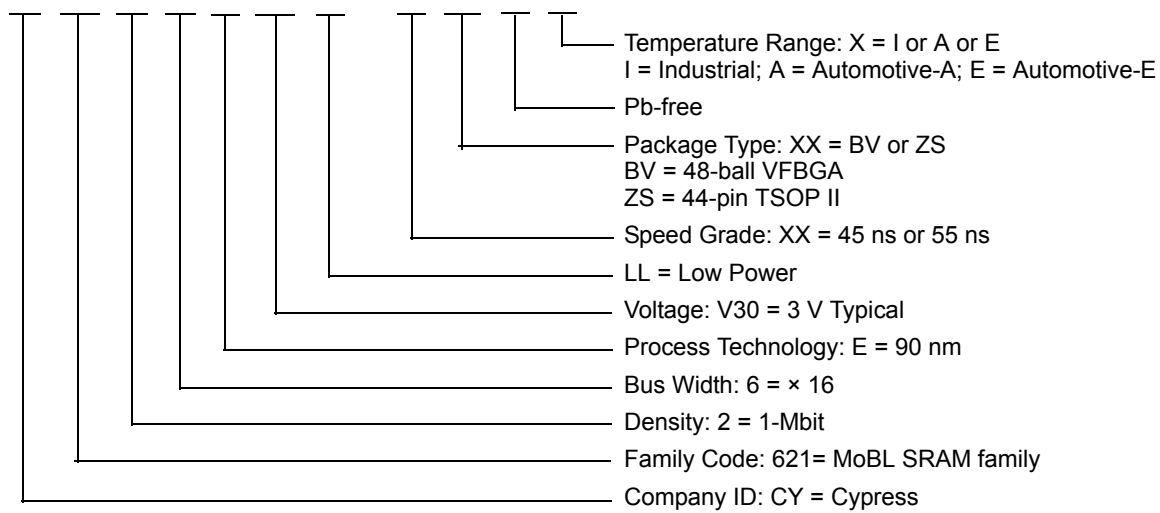 Temperature Range: X = I or A or E
I = Industrial; A = Automotive-A; E = Automotive-E
Pb-free
Package Type: XX = BV or ZS
BV = 48-ball VFBGA
ZS = 44-pin TSOP II
Speed Grade: XX = 45 ns or 55 ns
LL = Low Power
Voltage: V30 = 3 V Typical
Process Technology: E = 90 nm
Bus Width: 6 = × 16
Density: 2 = 1-Mbit
Family Code: 621= MoBL SRAM family
Company ID: CY = Cypress